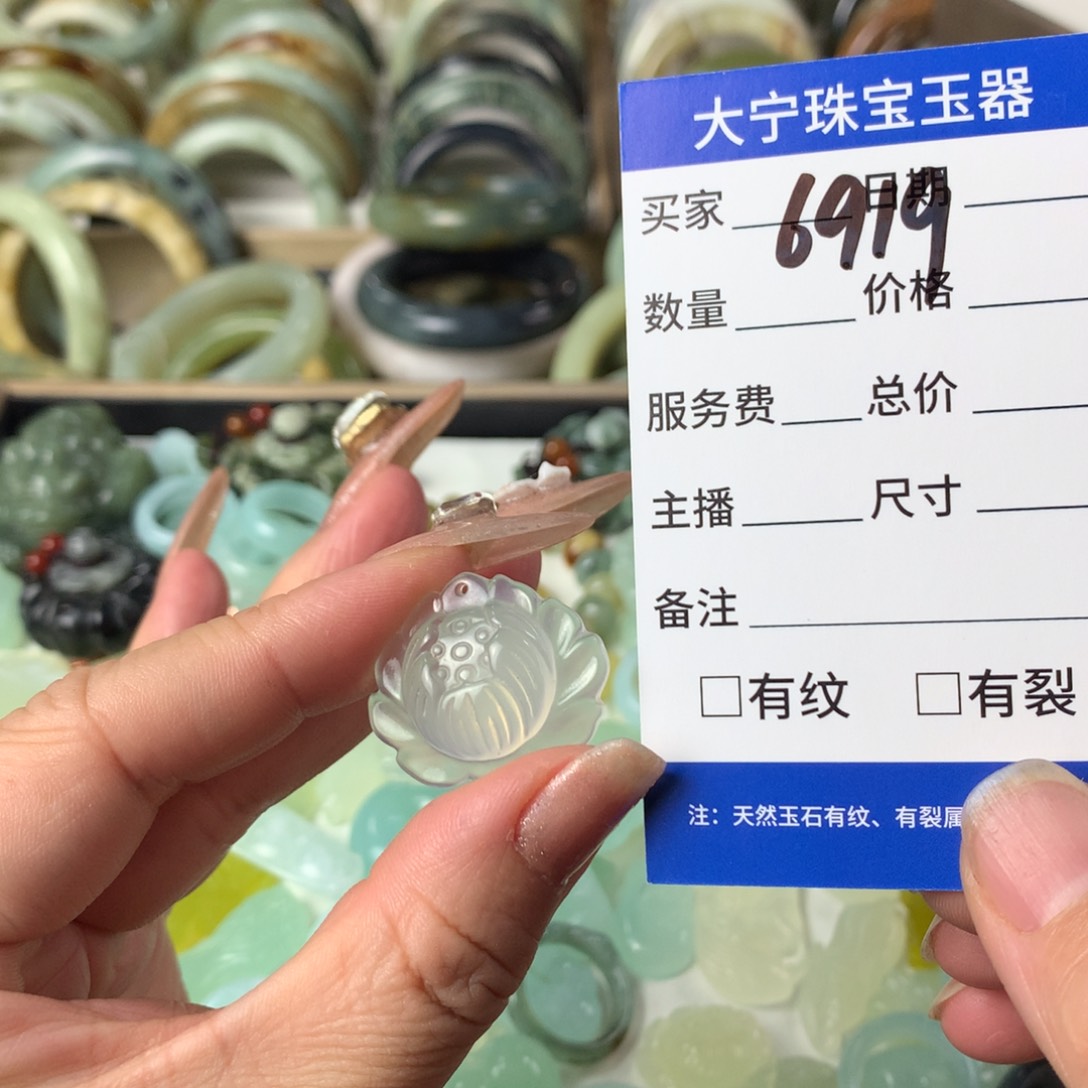 大宁珠宝玉器
买家 6919 日期
数量 价格
服务费 总价
主播 尺寸
备注
□有纹 □有裂
注：天然玉石有纹、有裂属